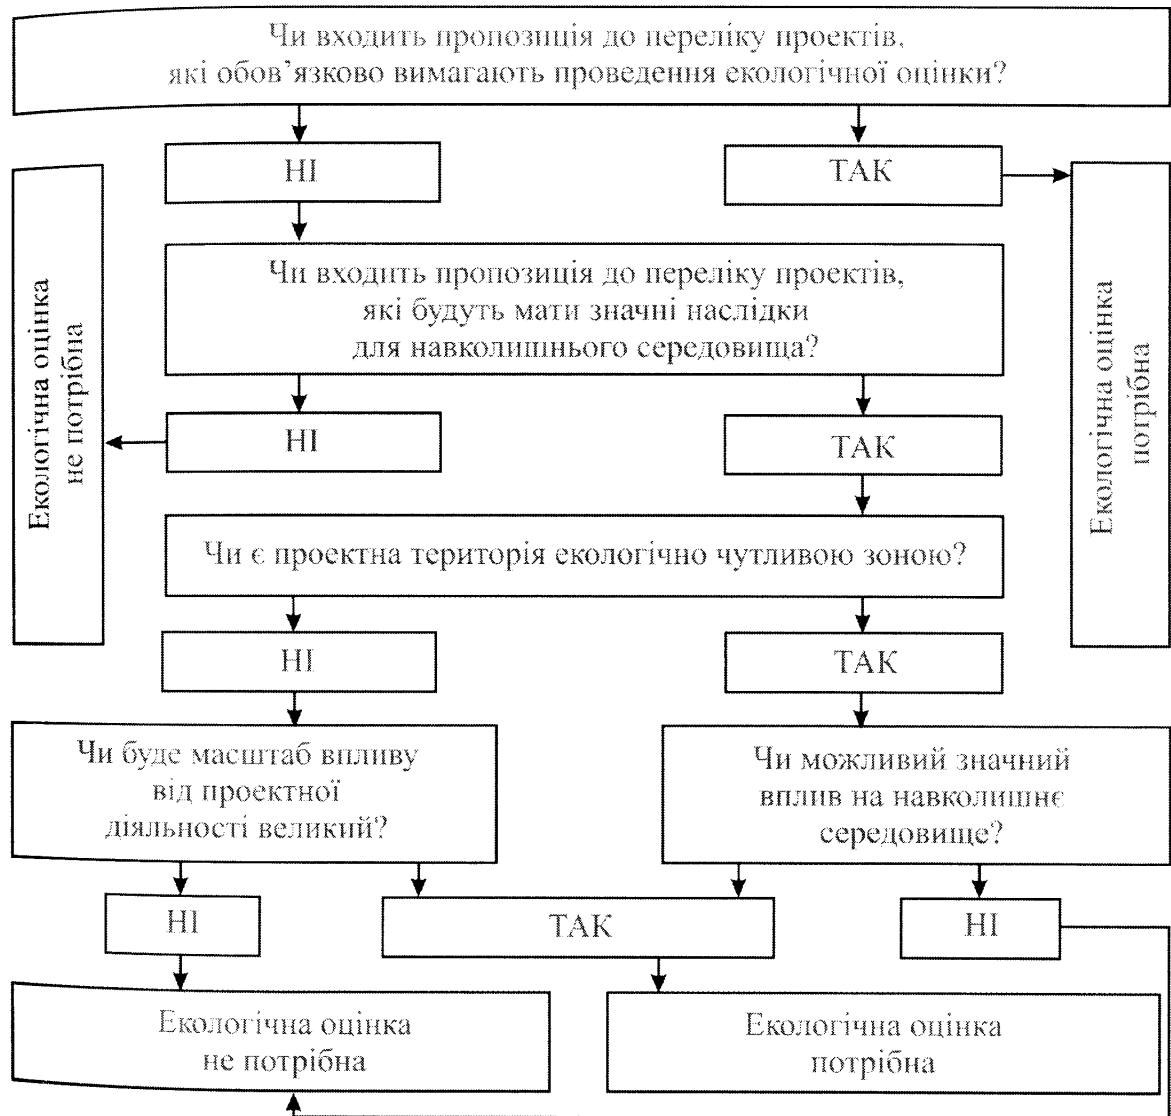 Чи входить пропозиція до переліку проектів,
які обов’язково вимагають проведення екологічної оцінки?
НІ
ТАК
Екологічна оцінка
не потрібна
Екологічна оцінка
потрібна
Чи входить пропозиція до переліку проектів,
які будуть мати значні наслідки
для навколишнього середовища?
НІ
ТАК
Чи є проектна територія екологічно чутливою зоною?
НІ
ТАК
Чи буде масштаб впливу
від проектної
діяльності великий?
Чи можливий значний
вплив на навколишнє
середовище?
НІ
ТАК
НІ
Екологічна оцінка
не потрібна
Екологічна оцінка
потрібна